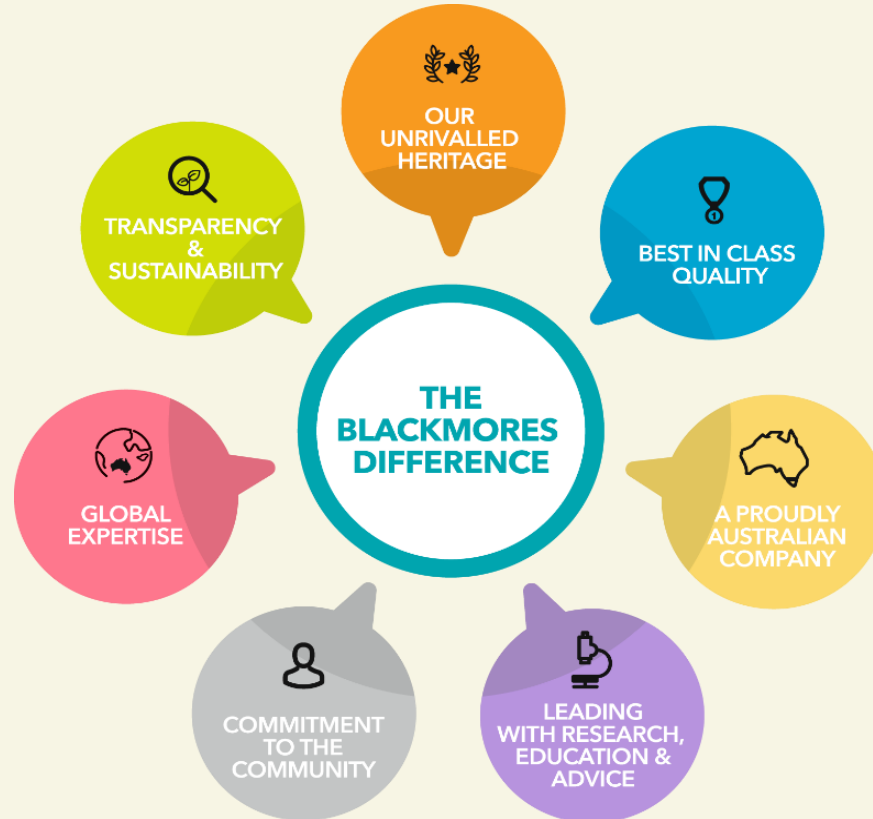 OUR
UNRIVALLED
HERITAGE
BEST IN CLASS
QUALITY
A PROUDLY
AUSTRALIAN
COMPANY
LEADING
WITH RESEARCH,
EDUCATION &
ADVICE
COMMITMENT
TO THE
COMMUNITY
GLOBAL
EXPERTISE
TRANSPARENCY
&
SUSTAINABILITY
THE
BLACKMORES
DIFFERENCE
1